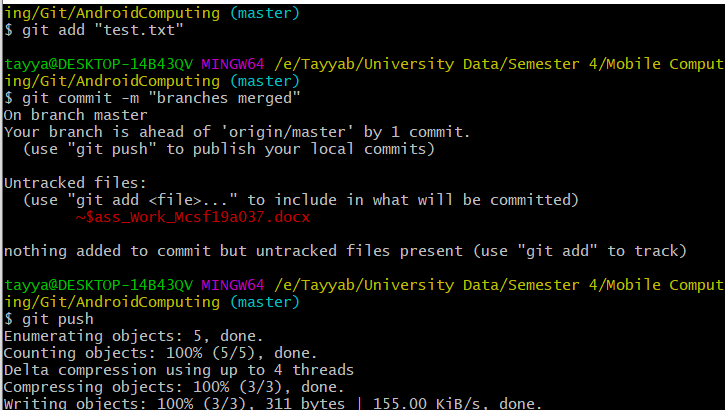 ing/Git/AndroidComputing (master)
$ git add "test.txt"
tayya@DESKTOP-14B43QV MINGW64 /e/Tayyab/University Data/Semester 4/Mobile Comput
ing/Git/AndroidComputing (master)
$ git commit -m "branches merged"
On branch master
Your branch is ahead of 'origin/master' by 1 commit.
  (use "git push" to publish your local commits)
Untracked files:
  (use "git add <file>..." to include in what will be committed)
        ~$ass_Work_Mcsf19a037.docx
nothing added to commit but untracked files present (use "git add" to track)
tayya@DESKTOP-14B43QV MINGW64 /e/Tayyab/University Data/Semester 4/Mobile Comput
ing/Git/AndroidComputing (master)
$ git push
Enumerating objects: 5, done.
Counting objects: 100% (5/5), done.
Delta compression using up to 4 threads
Compressing objects: 100% (3/3), done.
Writing objects: 100% (3/3), 311 bytes | 155.00 KiB/s, done.